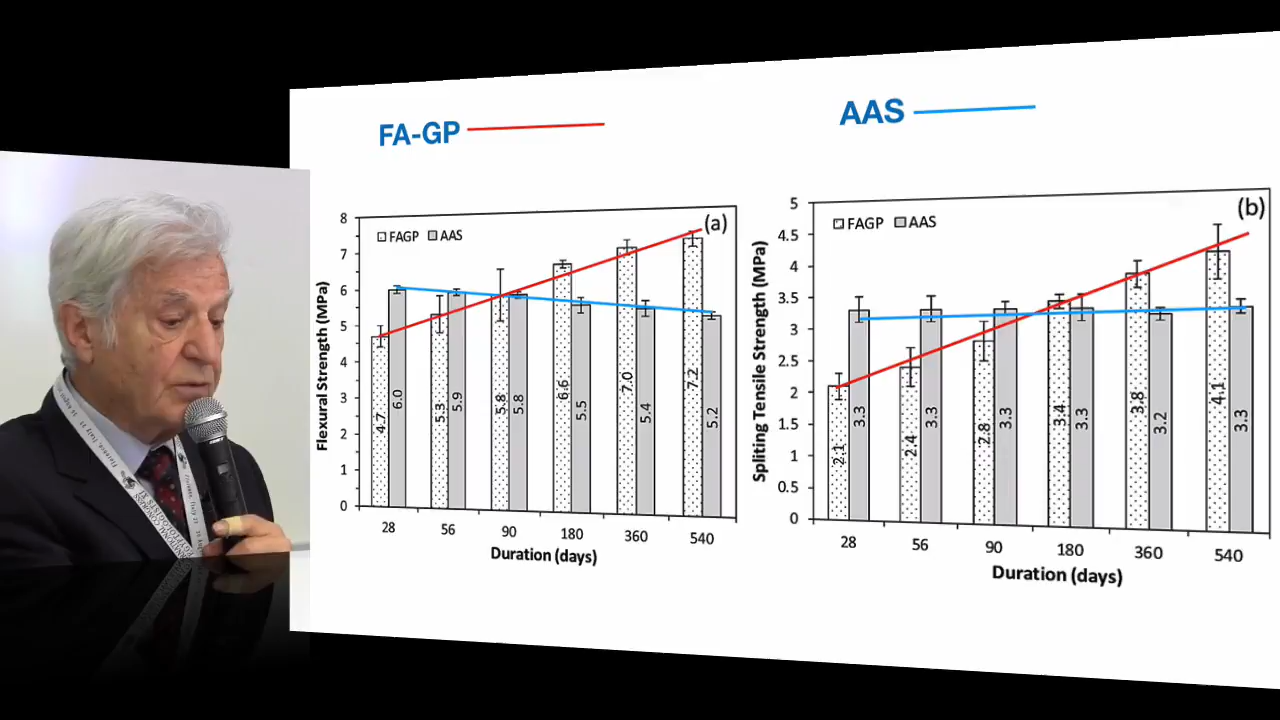 FA-GP
AAS
(a)
FAGP AAS
Flexural Strength (MPa)
8
7
6
5
4
3
2
1
0
4.7 6.0 5.3 5.9 5.8 5.8 6.6 5.5 7.0 5.4 7.2 5.2
28 56 90 180 360 540
Duration (days)
(b)
FAGP AAS
Spliting Tensile Strength (MPa)
5
4.5
4
3.5
3
2.5
2
1.5
1
0.5
0
2.1 3.3 2.4 3.3 2.8 3.3 3.4 3.3 3.8 3.2 4.1 3.3
28 56 90 180 360 540
Duration (days)